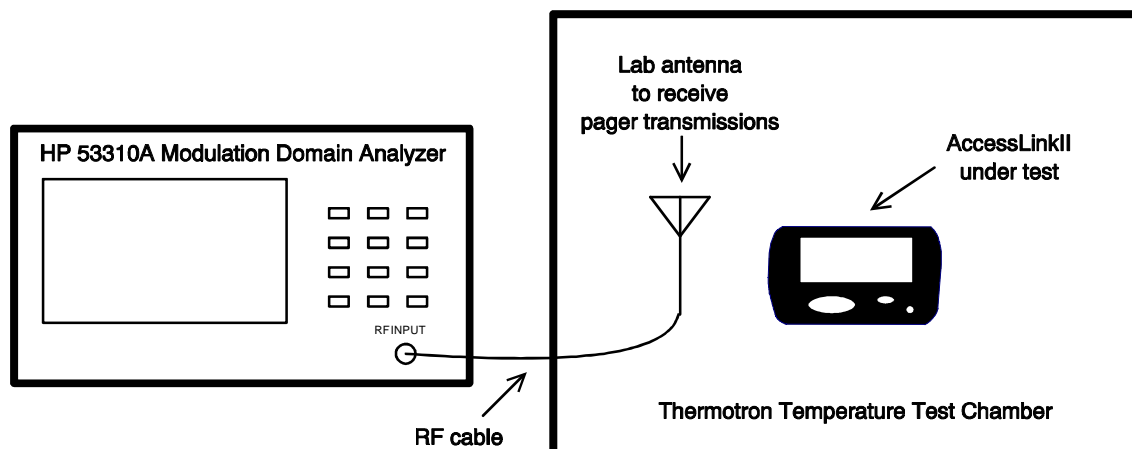 Lab antenna
to receive
pager transmissions
HP 53310A Modulation Domain Analyzer
AccessLinkII
under test
RF INPUT
Thermotron Temperature Test Chamber
RF cable